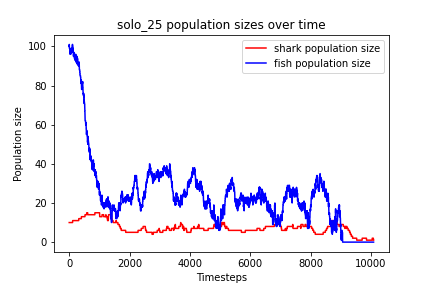 solo_25 population sizes over time
shark population size
fish population size
Population size
100
80
60
40
20
0
0 2000 4000 6000 8000 10000
Timesteps